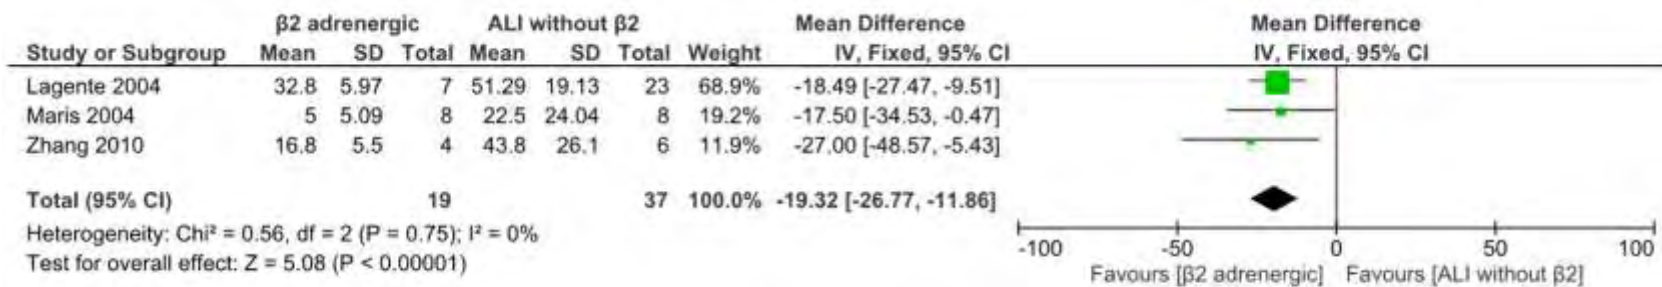 β2 adrenergic ALI without β2 Mean Difference Mean Difference
Study or Subgroup Mean SD Total Mean SD Total Weight IV, Fixed, 95% CI IV, Fixed, 95% CI
Lagente 2004 32.8 5.97 7 51.29 19.13 23 68.9% -18.49 [-27.47, -9.51]
Maris 2004 5 5.09 8 22.5 24.04 8 19.2% -17.50 [-34.53, -0.47]
Zhang 2010 16.8 5.5 4 43.8 26.1 6 11.9% -27.00 [-48.57, -5.43]
Total (95% CI) 19 37 100.0% -19.32 [-26.77, -11.86]
Heterogeneity: Chi² = 0.56, df = 2 (P = 0.75); I² = 0%
Test for overall effect: Z = 5.08 (P < 0.00001)
-100 -50 0 50 100
Favours [β2 adrenergic] Favours [ALI without β2]